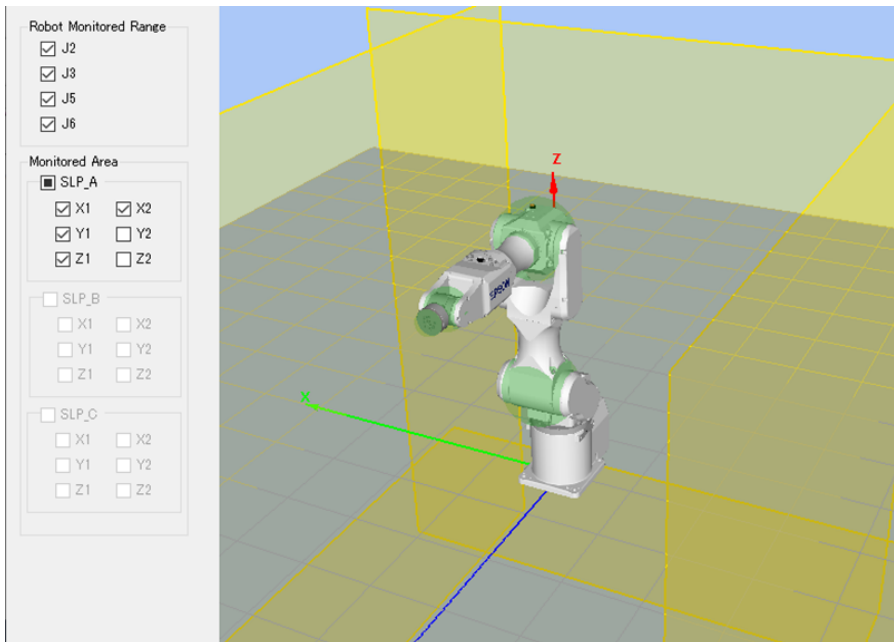 Robot Monitored Range
J2
J3
J5
J6
Monitored Area
SLP_A
X1 X2
Y1 Y2
Z1 Z2
SLP_B
X1 X2
Y1 Y2
Z1 Z2
SLP_C
X1 X2
Y1 Y2
Z1 Z2
Z
EPSON
X